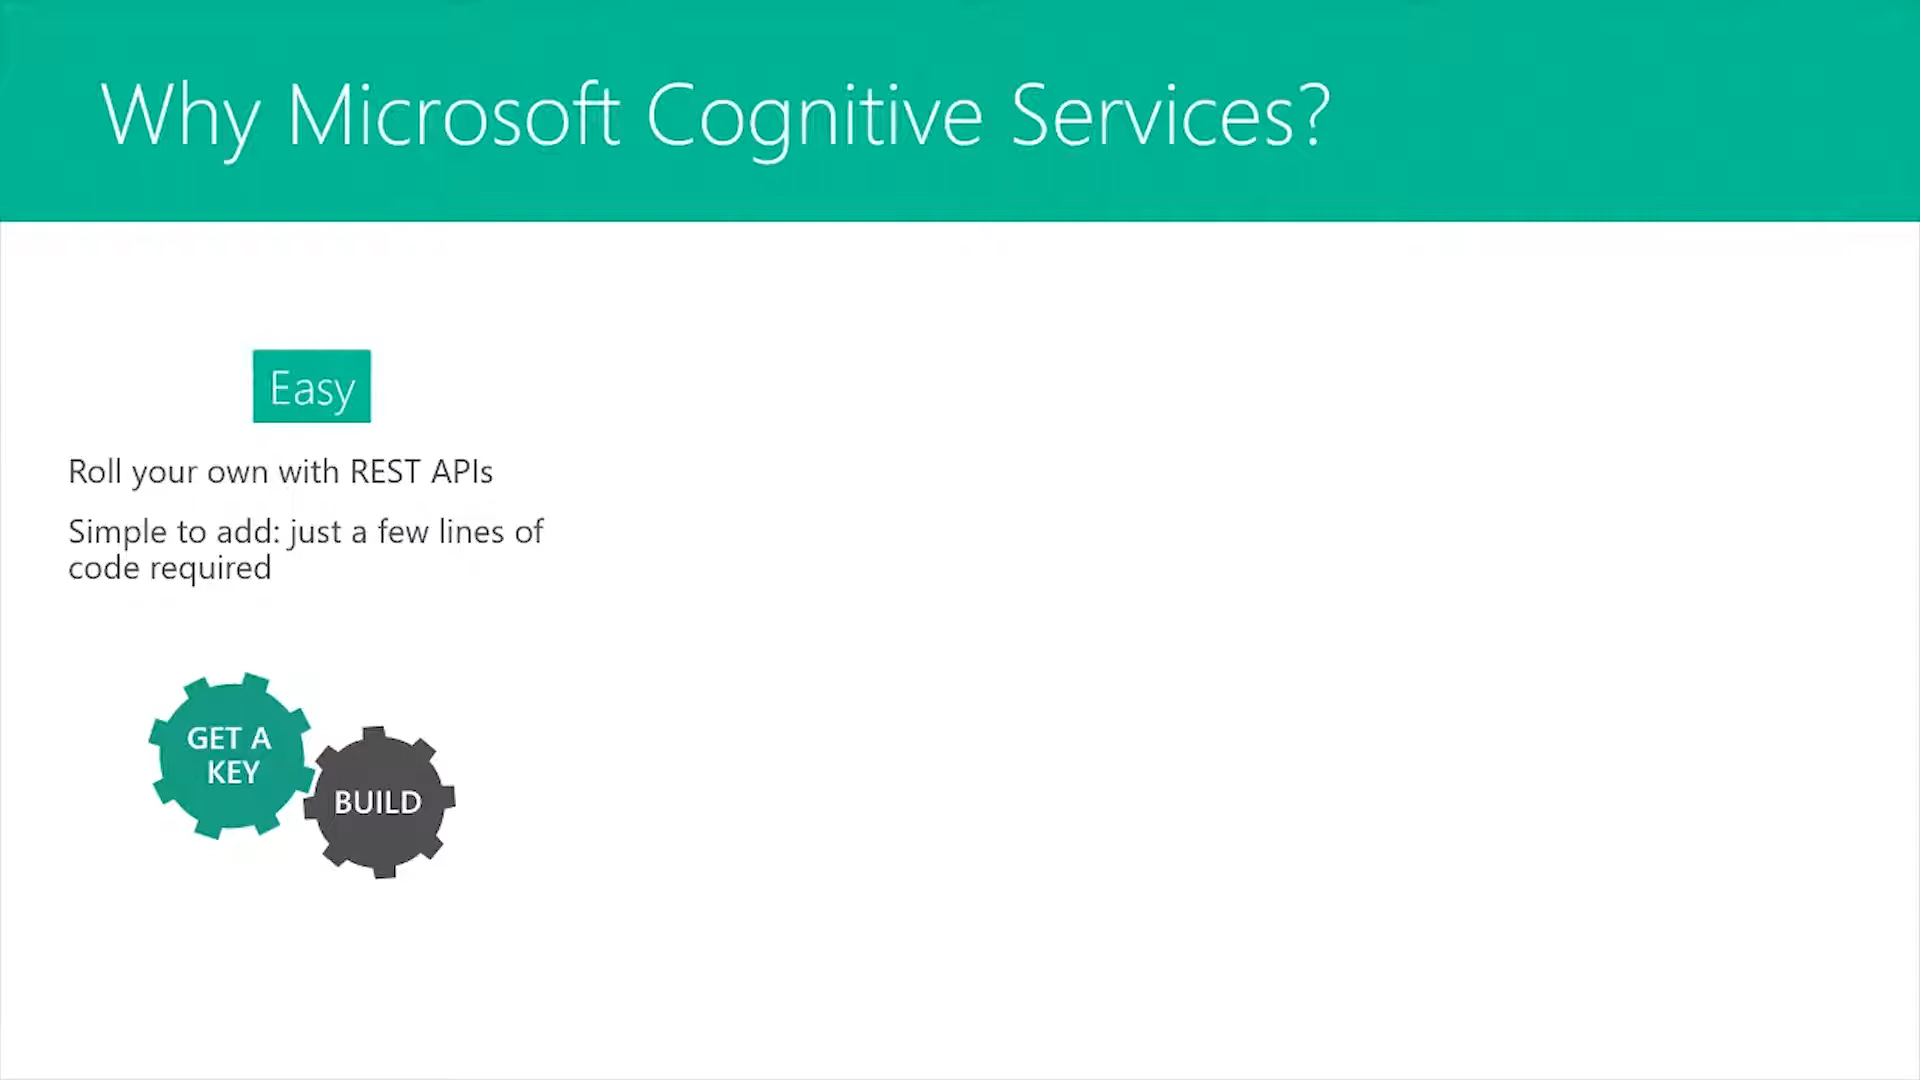 Why Microsoft Cognitive Services?
Easy
Roll your own with REST APIs
Simple to add: just a few lines of
code required
GET A
KEY
BUILD